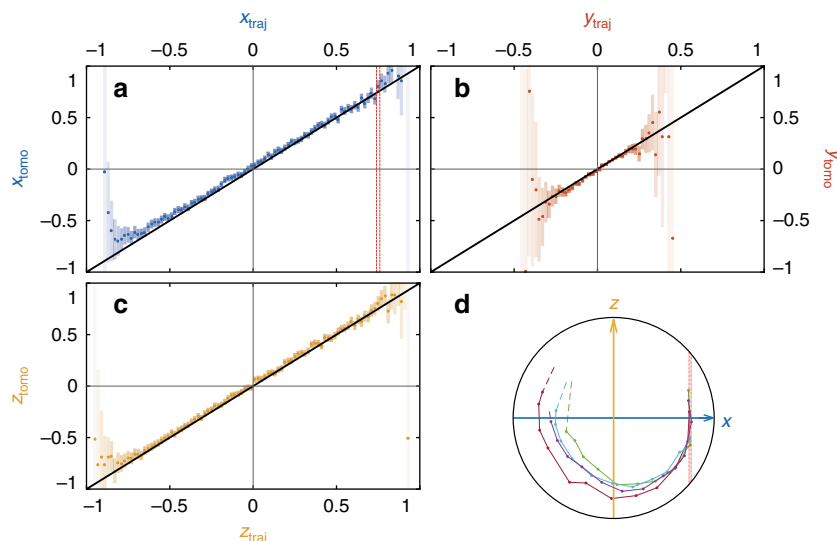 x_traj y_traj
−1 −0.5 0 0.5 1 −1 −0.5 0 0.5 1
a b
1 1
0.5 0.5
0 0
−0.5 −0.5
−1 −1
x_tomo y_tomo
c d
1
0.5
0
−0.5
−1
z_tomo
z
x
−1 −0.5 0 0.5 1
z_traj